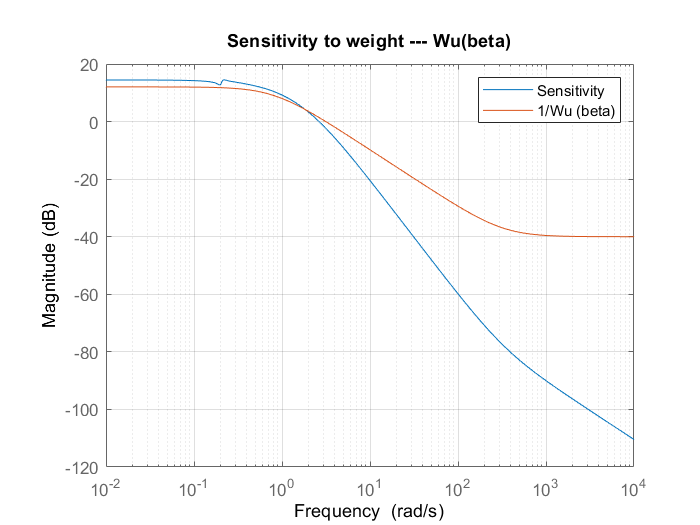 Sensitivity to weight --- Wu(beta)
Sensitivity
1/Wu (beta)
Magnitude (dB)
20
0
-20
-40
-60
-80
-100
-120
10^-2 10^-1 10^0 10^1 10^2 10^3 10^4
Frequency (rad/s)